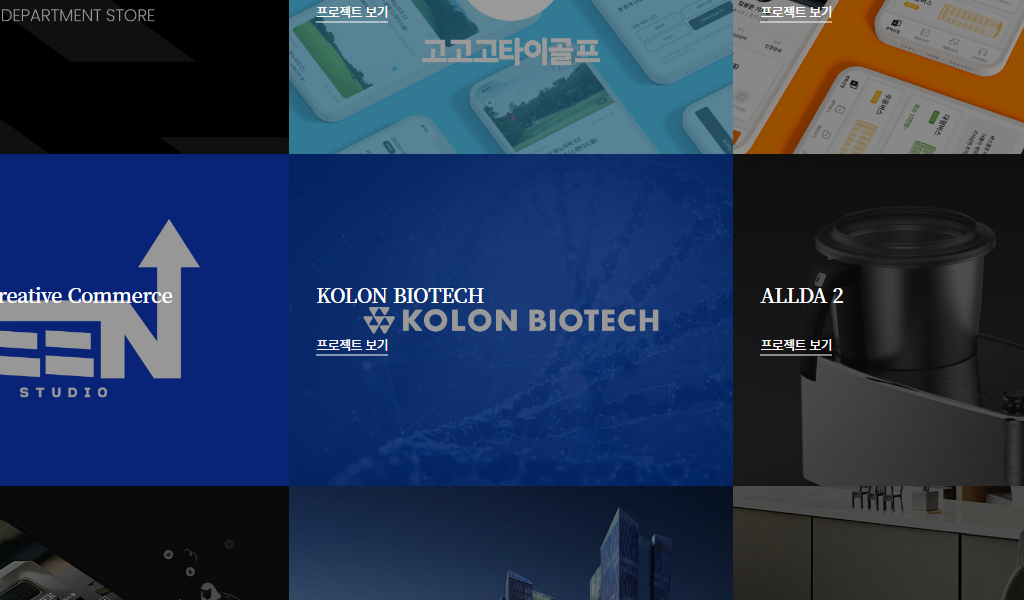 DEPARTMENT STORE
프로젝트 보기
고고고타이골프
프로젝트 보기
reative Commerce
EEN
STUDIO
KOLON BIOTECH
KOLON BIOTECH
프로젝트 보기
ALLDA 2
프로젝트 보기